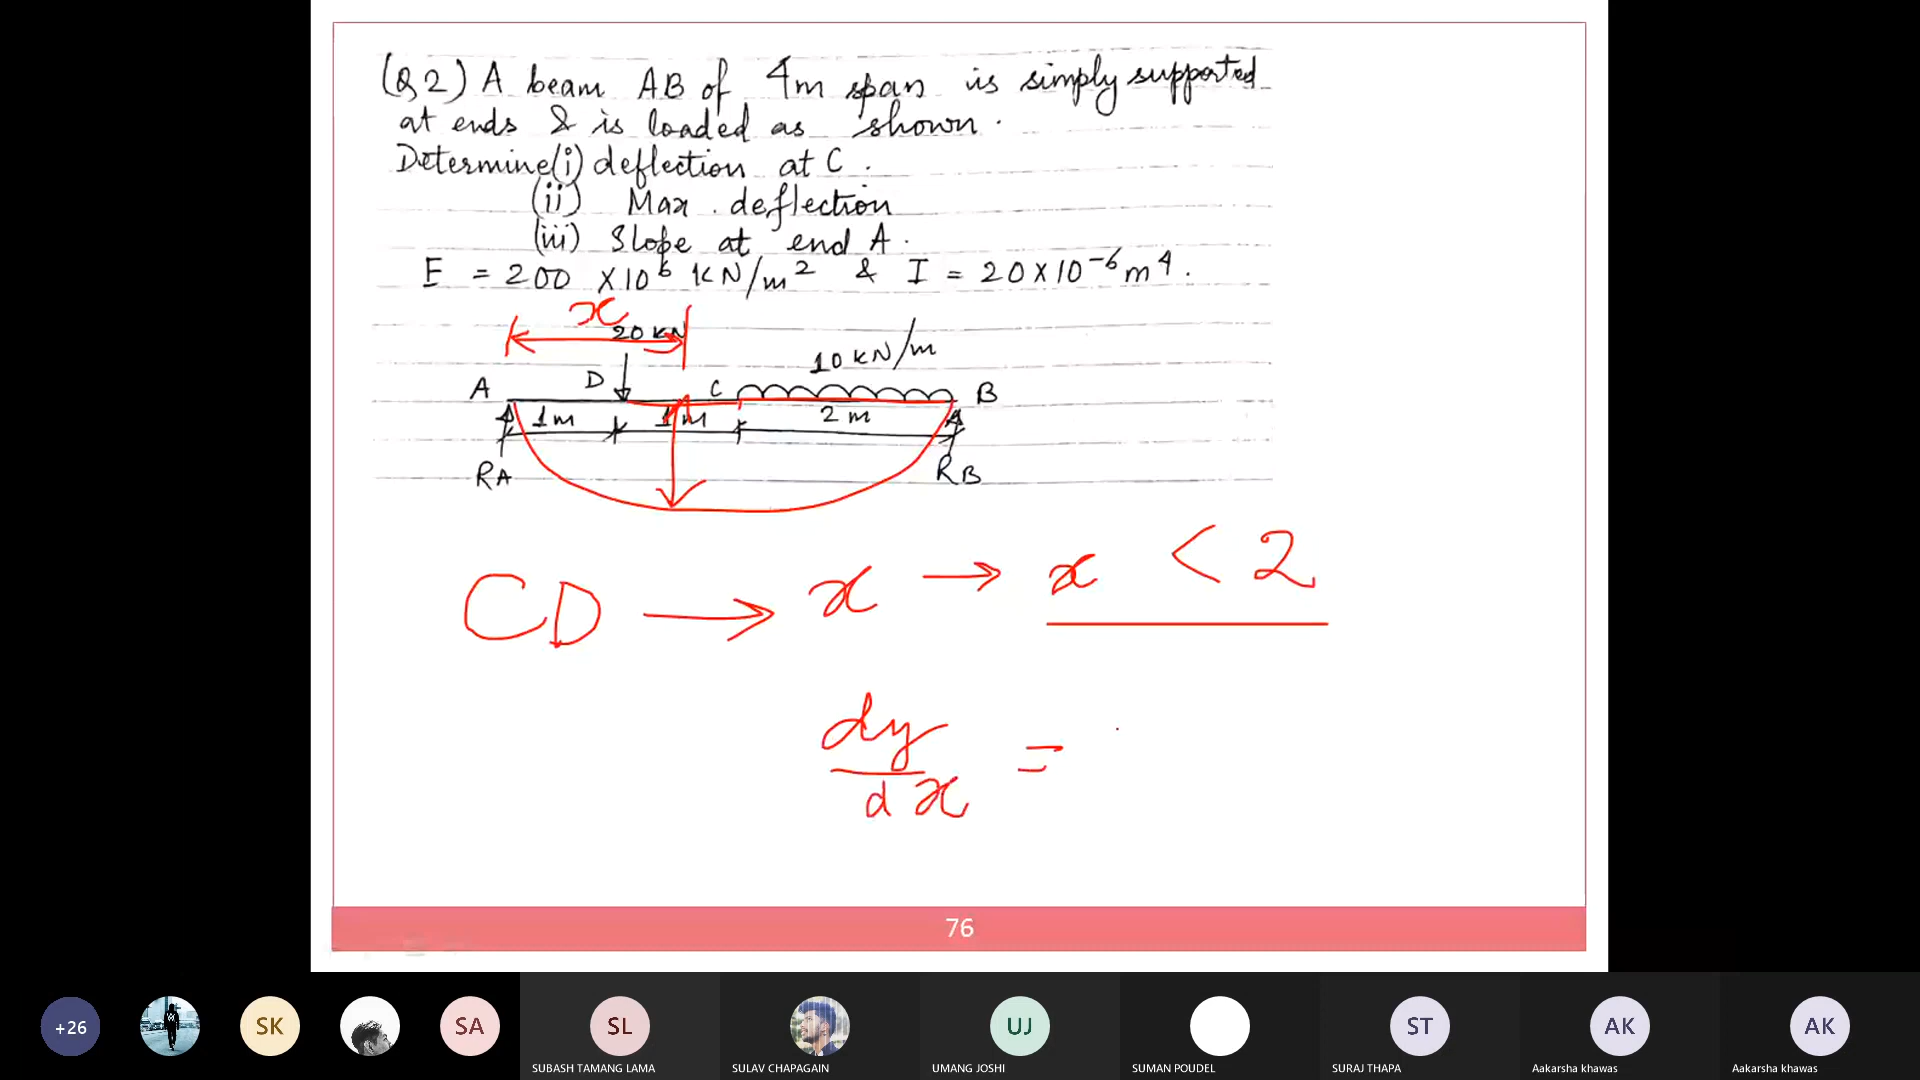 (Q2) A beam AB of 4m span is simply supported
at ends & is loaded as shown.
Determine (i) deflection at C.
(ii) Max. deflection
(iii) Slope at end A.
E = 200 ×10⁶ KN/m² & I = 20×10⁻⁶ m⁴.
x
20 KN
10 KN/m
A D C B
1m 1m 2m
RA RB
CD → x → x < 2
dy/dx =
76
+26
SK
SA
SL
UJ
ST
AK
AK
SUBASH TAMANG LAMA
SULAV CHAPAGAIN
UMANG JOSHI
SUMAN POUDEL
SURAJ THAPA
Aakarsha khawas
Aakarsha khawas